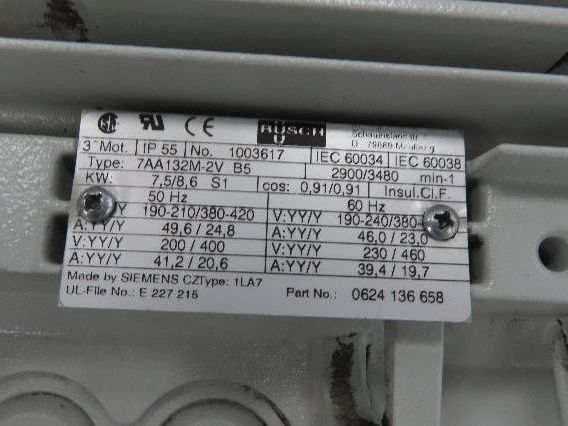 BUSCH
Schauinslandstr. 1
D - 79689 Maulburg
3~ Mot. IP 55 No. 1003617 IEC 60034 IEC 60038
Type: 7AA132M-2V B5 2900/3480 min-1
KW: 7,5/8,6 S1 cos: 0,91/0,91 Insul.Cl.F
50 Hz 60 Hz
190-210/380-420 V:YY/Y 190-240/380-
A:YY/Y 49,6/24,8 A:YY/Y 46,0/23,0
V:YY/Y 200 / 400 V:YY/Y 230 / 460
A:YY/Y 41,2/20,6 A:YY/Y 39,4/19,7
Made by SIEMENS CZType: 1LA7
UL-File No.: E 227 215 Part No.: 0624 136 658